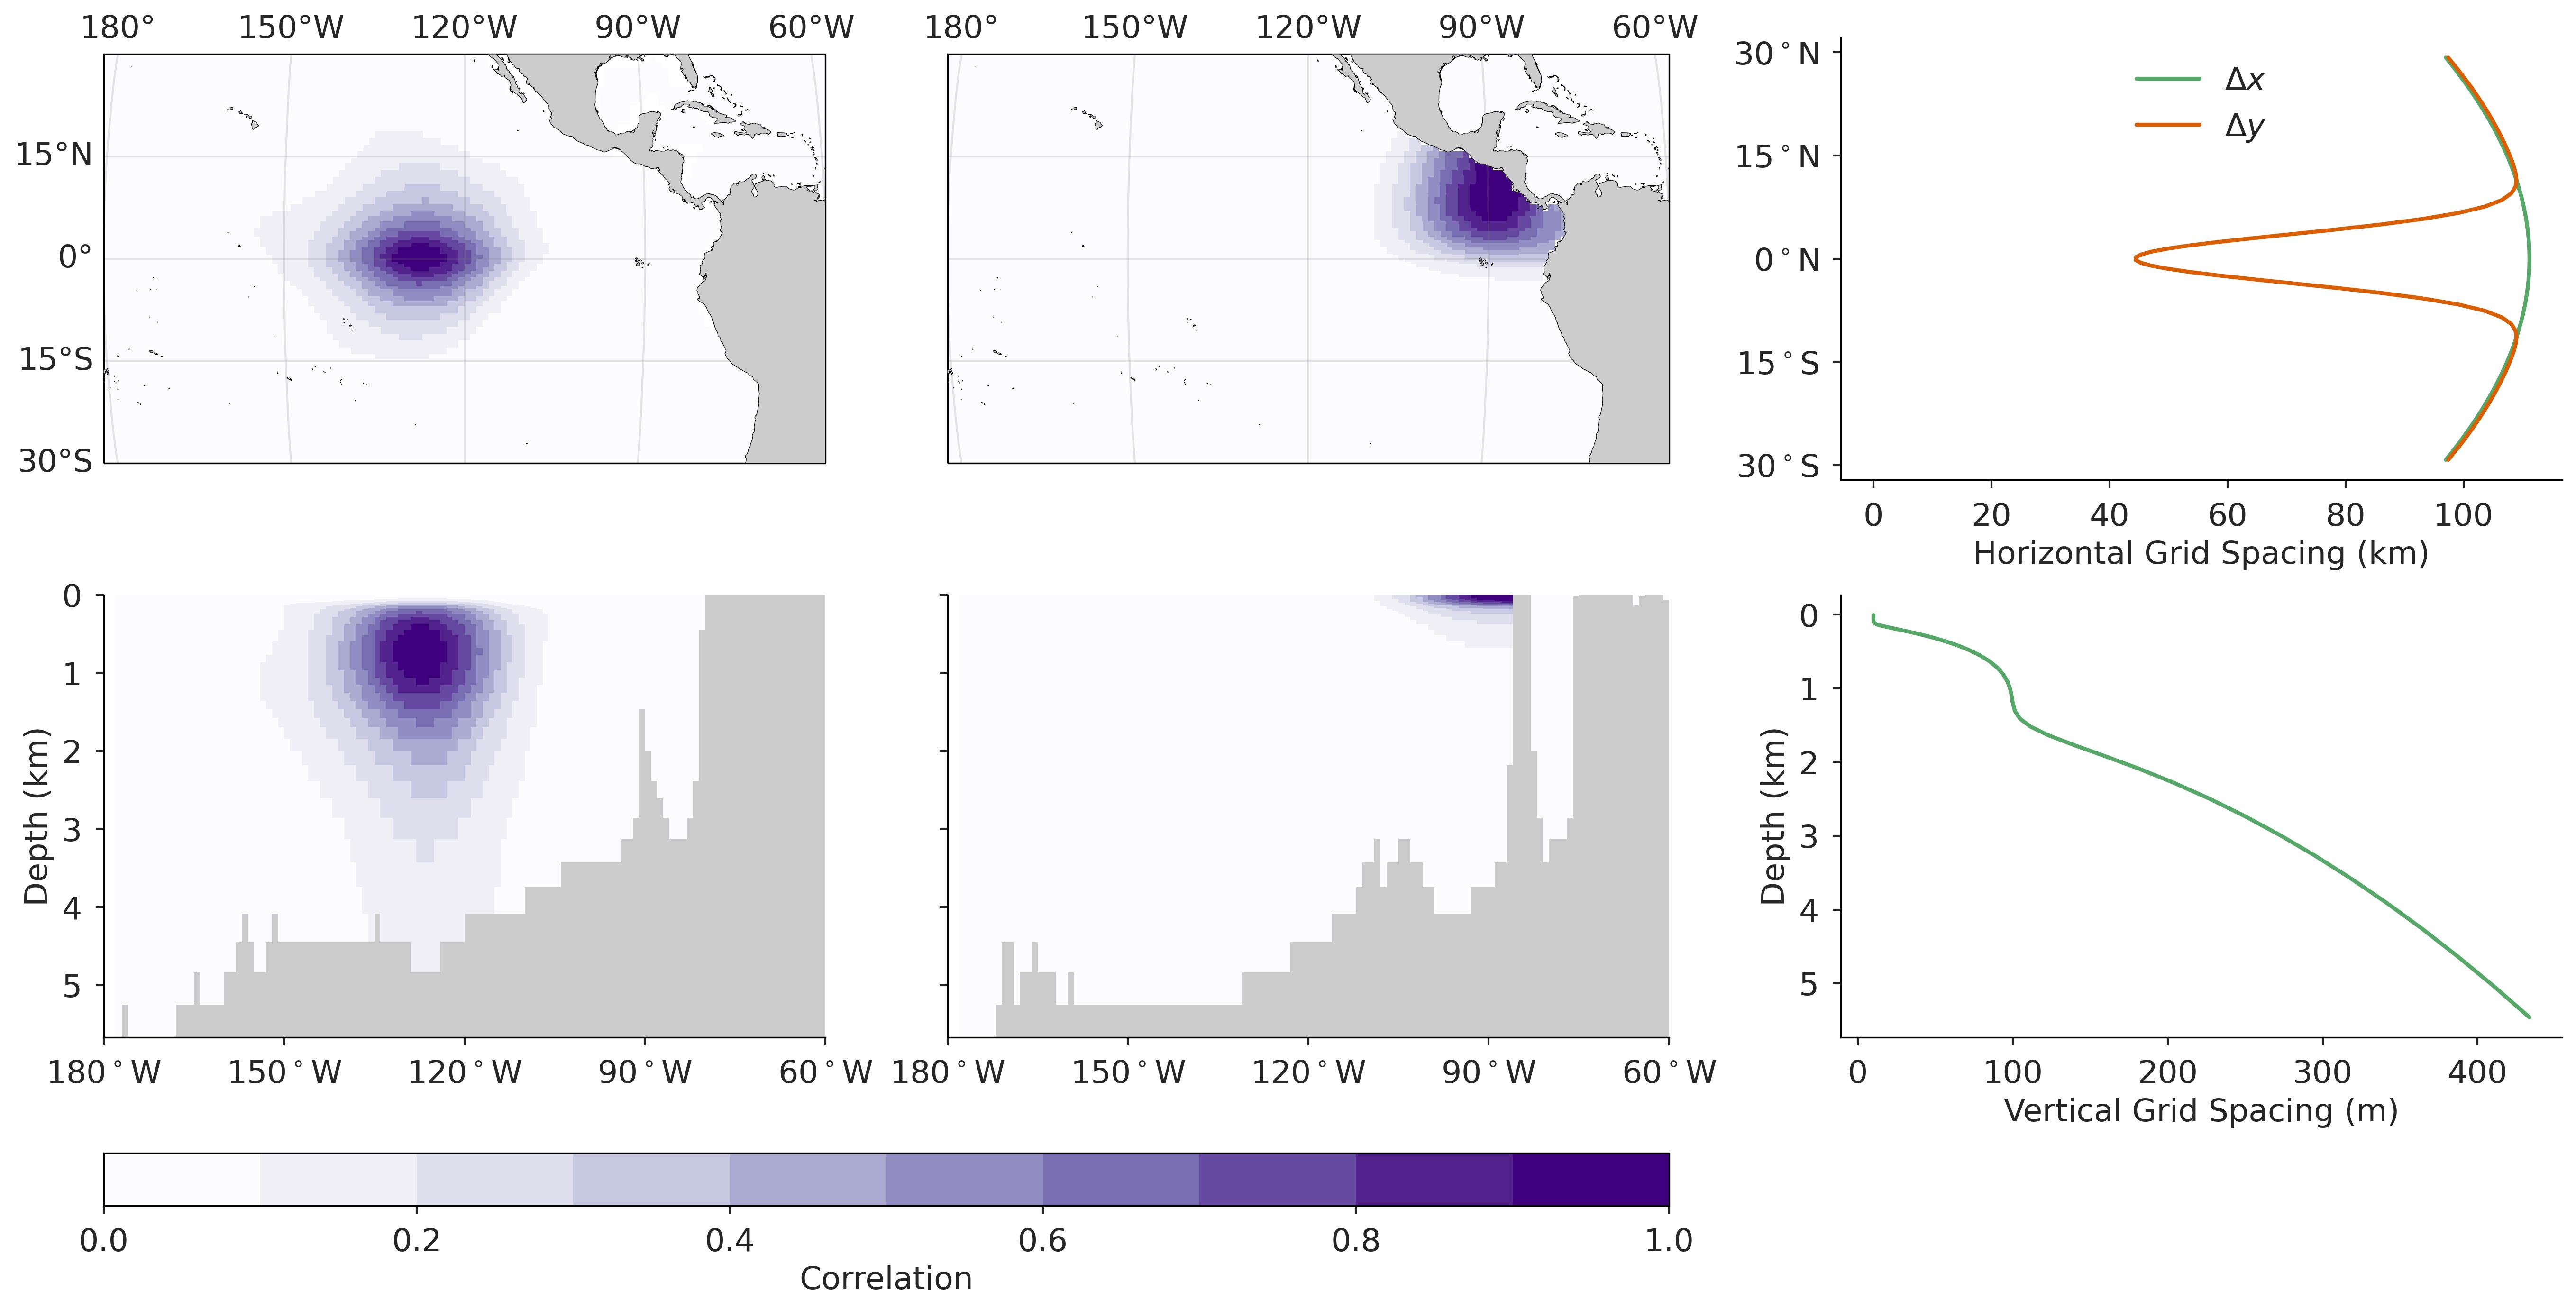 180° 150°W 120°W 90°W 60°W
180° 150°W 120°W 90°W 60°W
15°N
0°
15°S
30°S
30°N
15°N
0°N
15°S
30°S
Δx
Δy
0 20 40 60 80 100
Horizontal Grid Spacing (km)
0
1
2
3
4
5
Depth (km)
180°W 150°W 120°W 90°W 60°W
180°W 150°W 120°W 90°W 60°W
0
1
2
3
4
5
Depth (km)
0 100 200 300 400
Vertical Grid Spacing (m)
0.0 0.2 0.4 0.6 0.8 1.0
Correlation